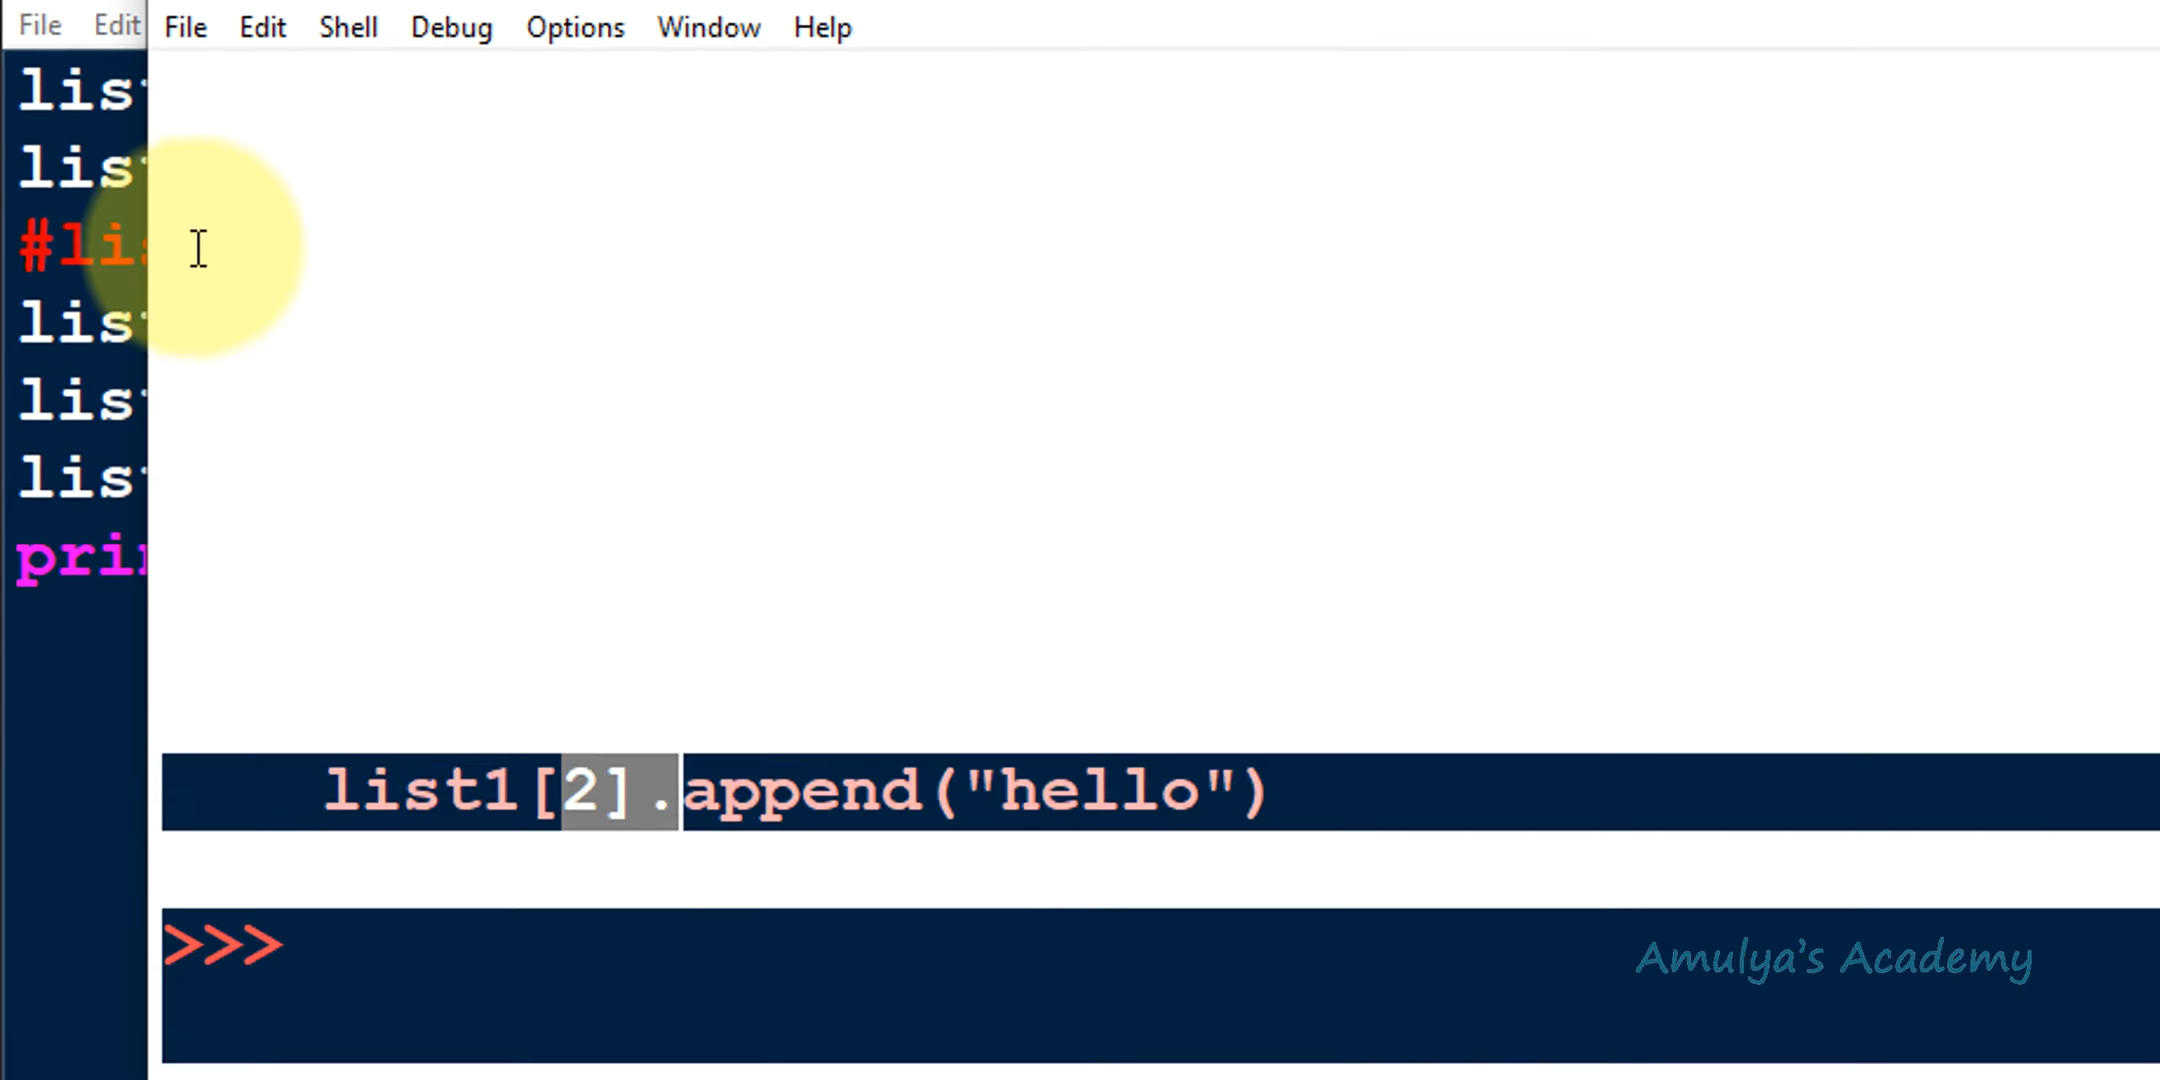 File Edit
File Edit Shell Debug Options Window Help
lis
lis
#li
lis
lis
lis
pri
list1[2].append("hello")
>>>
Amulya's Academy